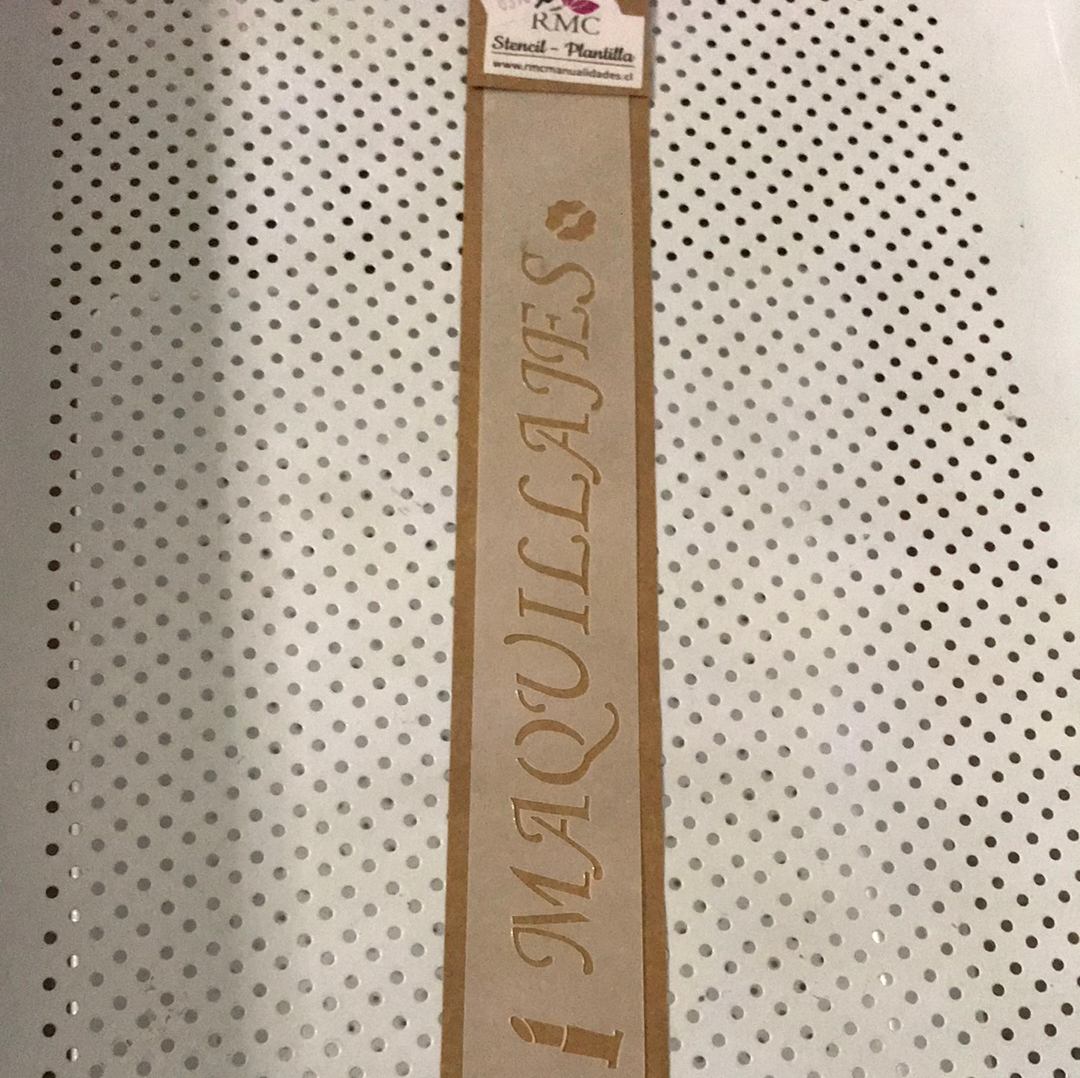 RMC
Stencil - Plantilla
www.rmcmanualidades.cl
MAQUILLAJES